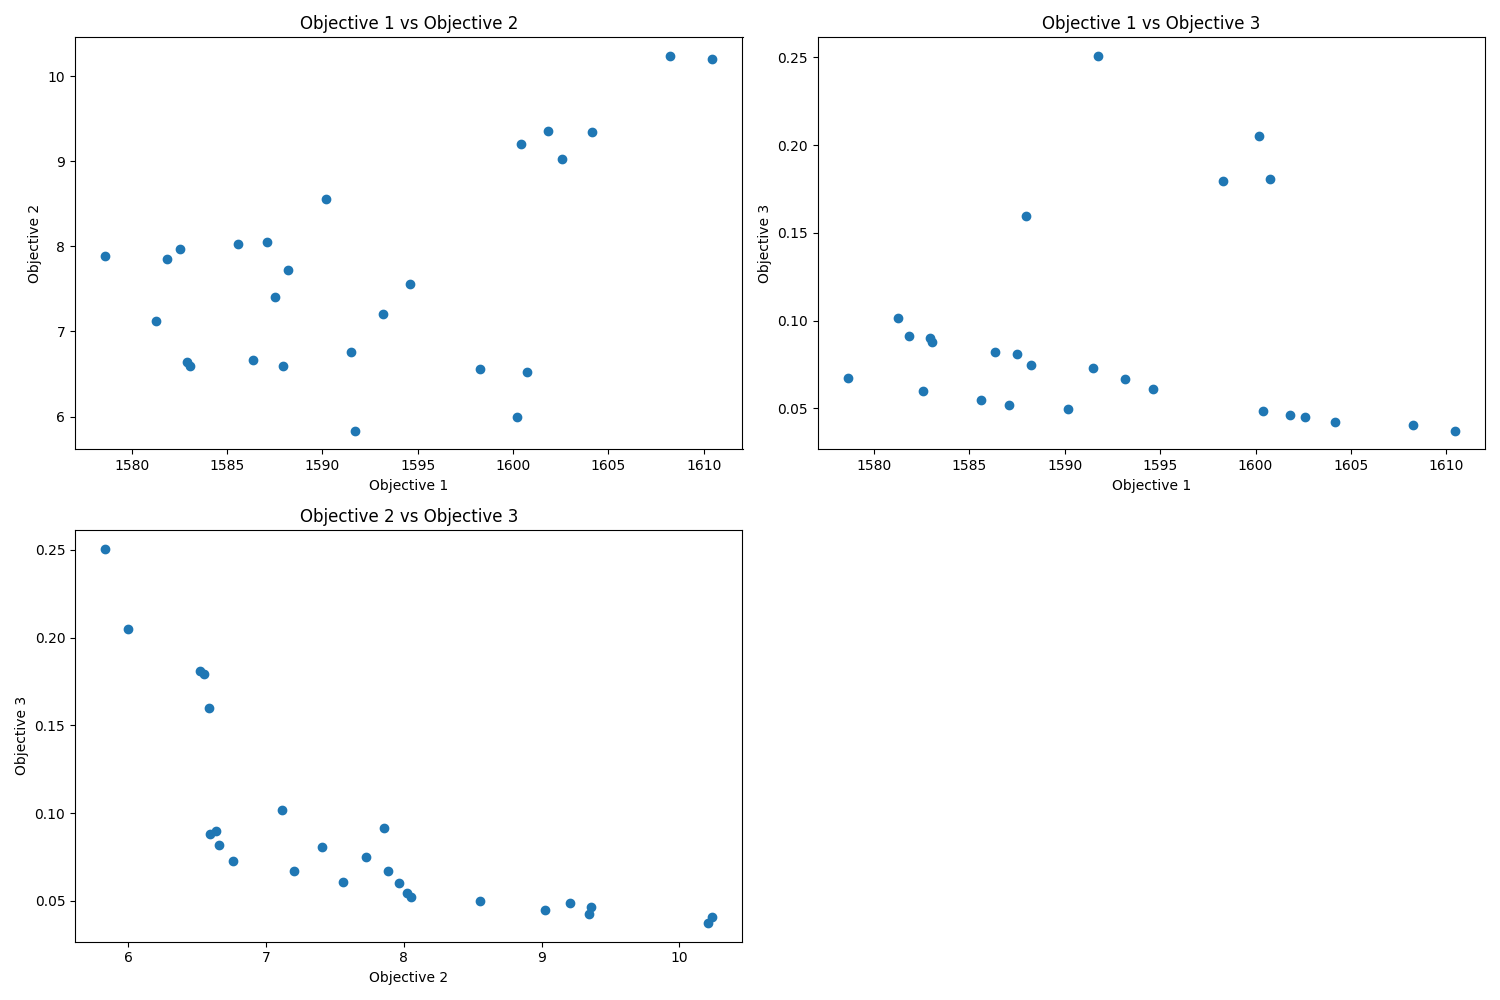 Objective 1 vs Objective 2
Objective 2
10
9
8
7
6
1580 1585 1590 1595 1600 1605 1610
Objective 1
Objective 1 vs Objective 3
Objective 3
0.25
0.20
0.15
0.10
0.05
1580 1585 1590 1595 1600 1605 1610
Objective 1
Objective 2 vs Objective 3
Objective 3
0.25
0.20
0.15
0.10
0.05
6 7 8 9 10
Objective 2